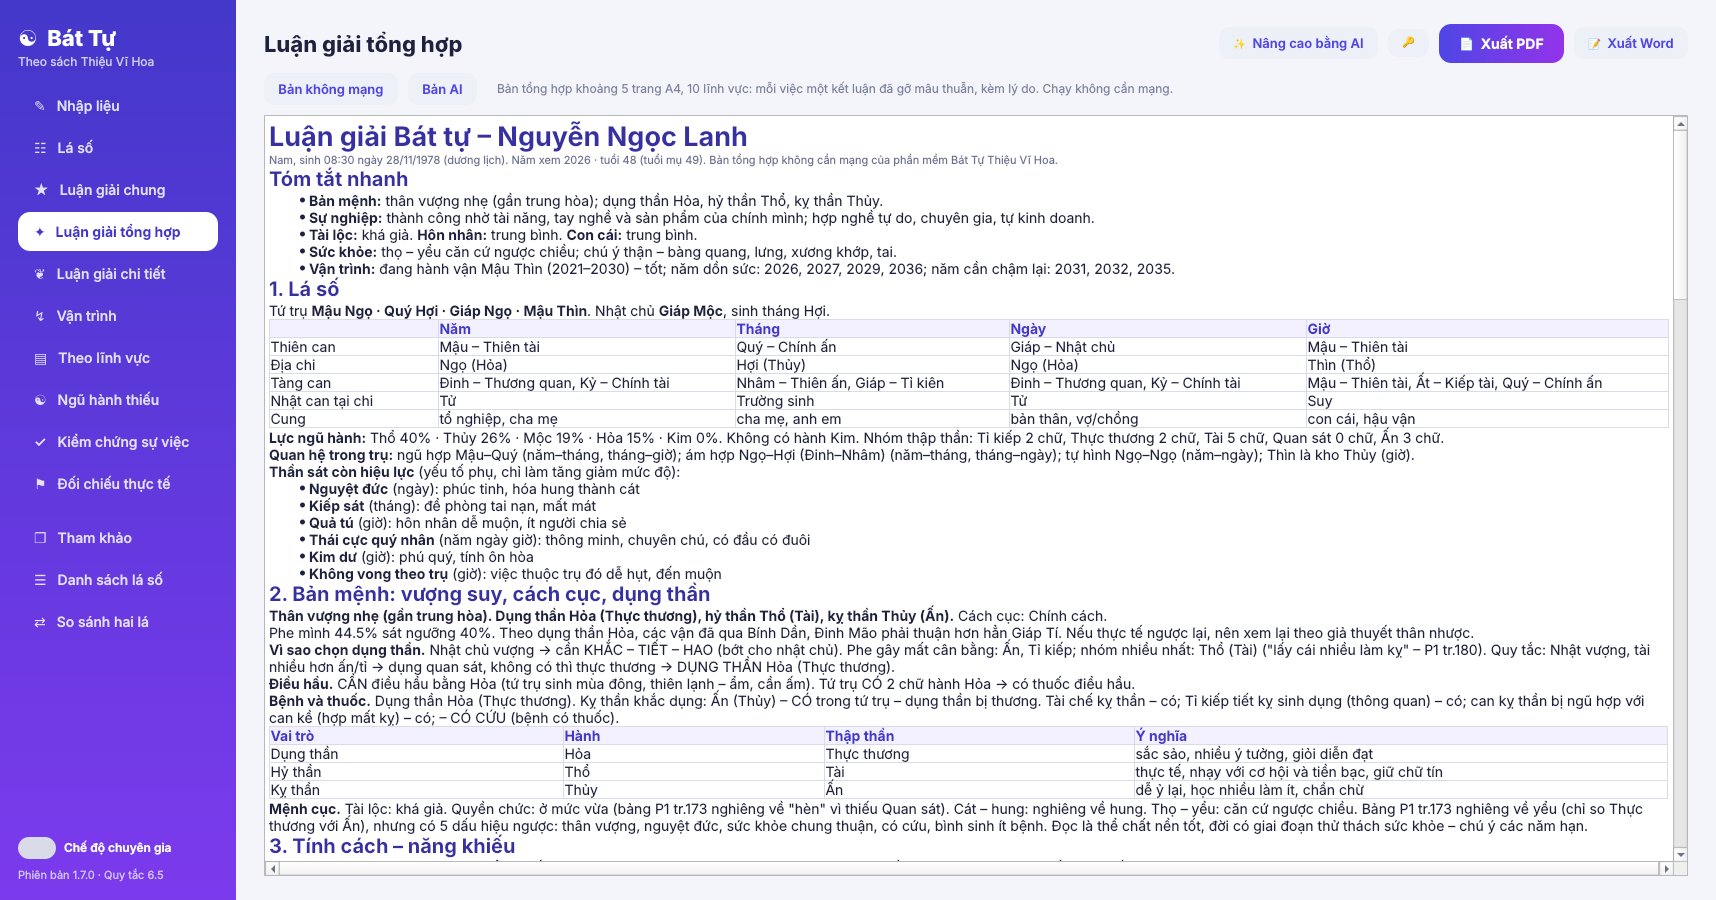 Bát Tự
Theo sách Thiệu Vĩ Hoa
Nhập liệu
Lá số
Luận giải chung
Luận giải tổng hợp
Luận giải chi tiết
Vận trình
Theo lĩnh vực
Ngũ hành thiếu
Kiểm chứng sự việc
Đối chiếu thực tế
Tham khảo
Danh sách lá số
So sánh hai lá
Chế độ chuyên gia
Phiên bản 1.7.0 · Quy tắc 6.5
Luận giải tổng hợp
Nâng cao bằng AI
Xuất PDF
Xuất Word
Bản không mạng
Bản AI
Bản tổng hợp khoảng 5 trang A4, 10 lĩnh vực: mỗi việc một kết luận đã gỡ mâu thuẫn, kèm lý do. Chạy không cần mạng.
Luận giải Bát tự – Nguyễn Ngọc Lanh
Nam, sinh 08:30 ngày 28/11/1978 (dương lịch). Năm xem 2026 · tuổi 48 (tuổi mụ 49). Bản tổng hợp không cần mạng của phần mềm Bát Tự Thiệu Vĩ Hoa.
Tóm tắt nhanh
• Bản mệnh: thân vượng nhẹ (gần trung hòa); dụng thần Hỏa, hỷ thần Thổ, kỵ thần Thủy.
• Sự nghiệp: thành công nhờ tài năng, tay nghề và sản phẩm của chính mình; hợp nghề tự do, chuyên gia, tự kinh doanh.
• Tài lộc: khá giả. Hôn nhân: trung bình. Con cái: trung bình.
• Sức khỏe: thọ – yểu căn cứ ngược chiều; chú ý thận – bàng quang, lưng, xương khớp, tai.
• Vận trình: đang hành vận Mậu Thìn (2021–2030) – tốt; năm dồn sức: 2026, 2027, 2029, 2036; năm cần chậm lại: 2031, 2032, 2035.
1. Lá số
Tứ trụ Mậu Ngọ · Quý Hợi · Giáp Ngọ · Mậu Thìn. Nhật chủ Giáp Mộc, sinh tháng Hợi.
Năm Tháng Ngày Giờ
Thiên can Mậu – Thiên tài Quý – Chính ấn Giáp – Nhật chủ Mậu – Thiên tài
Địa chi Ngọ (Hỏa) Hợi (Thủy) Ngọ (Hỏa) Thìn (Thổ)
Tàng can Đinh – Thương quan, Kỷ – Chính tài Nhâm – Thiên ấn, Giáp – Tỉ kiên Đinh – Thương quan, Kỷ – Chính tài Mậu – Thiên tài, Ất – Kiếp tài, Quý – Chính ấn
Nhật can tại chi Tử Trường sinh Tử Suy
Cung tổ nghiệp, cha mẹ cha mẹ, anh em bản thân, vợ/chồng con cái, hậu vận
Lực ngũ hành: Thổ 40% · Thủy 26% · Mộc 19% · Hỏa 15% · Kim 0%. Không có hành Kim. Nhóm thập thần: Tỉ kiếp 2 chữ, Thực thương 2 chữ, Tài 5 chữ, Quan sát 0 chữ, Ấn 3 chữ.
Quan hệ trong trụ: ngũ hợp Mậu–Quý (năm–tháng, tháng–giờ); ám hợp Ngọ–Hợi (Đinh–Nhâm) (năm–tháng, tháng–ngày); tự hình Ngọ–Ngọ (năm–ngày); Thìn là kho Thủy (giờ).
Thần sát còn hiệu lực (yếu tố phụ, chỉ làm tăng giảm mức độ):
• Nguyệt đức (ngày): phúc tinh, hóa hung thành cát
• Kiếp sát (tháng): đề phòng tai nạn, mất mát
• Quả tú (giờ): hôn nhân dễ muộn, ít người chia sẻ
• Thái cực quý nhân (năm ngày giờ): thông minh, chuyên chú, có đầu có đuôi
• Kim dư (giờ): phú quý, tính ôn hòa
• Không vong theo trụ (giờ): việc thuộc trụ đó dễ hụt, đến muộn
2. Bản mệnh: vượng suy, cách cục, dụng thần
Thân vượng nhẹ (gần trung hòa). Dụng thần Hỏa (Thực thương), hỷ thần Thổ (Tài), kỵ thần Thủy (Ấn). Cách cục: Chính cách.
Phe mình 44.5% sát ngưỡng 40%. Theo dụng thần Hỏa, các vận đã qua Bính Dần, Đinh Mão phải thuận hơn hẳn Giáp Tí. Nếu thực tế ngược lại, nên xem lại theo giả thuyết thân nhược.
Vì sao chọn dụng thần. Nhật chủ vượng → cần KHẮC – TIẾT – HAO (bớt cho nhật chủ). Phe gây mất cân bằng: Ấn, Tỉ kiếp; nhóm nhiều nhất: Thổ (Tài) ("lấy cái nhiều làm kỵ" – P1 tr.180). Quy tắc: Nhật vượng, tài
nhiều hơn ấn/tỉ → dụng quan sát, không có thì thực thương → DỤNG THẦN Hỏa (Thực thương).
Điều hầu. CẦN điều hầu bằng Hỏa (tứ trụ sinh mùa đông, thiên lạnh – ẩm, cần ấm). Tứ trụ CÓ 2 chữ hành Hỏa → có thuốc điều hầu.
Bệnh và thuốc. Dụng thần Hỏa (Thực thương). Kỵ thần khắc dụng: Ấn (Thủy) – CÓ trong tứ trụ – dụng thần bị thương. Tài chế kỵ thần – có; Tỉ kiếp tiết kỵ sinh dụng (thông quan) – có; can kỵ thần bị ngũ hợp với
can kề (hợp mất kỵ) – có; – CÓ CỨU (bệnh có thuốc).
Vai trò Hành Thập thần Ý nghĩa
Dụng thần Hỏa Thực thương sắc sảo, nhiều ý tưởng, giỏi diễn đạt
Hỷ thần Thổ Tài thực tế, nhạy với cơ hội và tiền bạc, giữ chữ tín
Kỵ thần Thủy Ấn dễ ỷ lại, học nhiều làm ít, chần chừ
Mệnh cục. Tài lộc: khá giả. Quyền chức: ở mức vừa (bảng P1 tr.173 nghiêng về "hèn" vì thiếu Quan sát). Cát – hung: nghiêng về hung. Thọ – yểu: căn cứ ngược chiều. Bảng P1 tr.173 nghiêng về yểu (chỉ so Thực
thương với Ấn), nhưng có 5 dấu hiệu ngược: thân vượng, nguyệt đức, sức khỏe chung thuận, có cứu, bình sinh ít bệnh. Đọc là thể chất nền tốt, đời có giai đoạn thử thách sức khỏe – chú ý các năm hạn.
3. Tính cách – năng khiếu